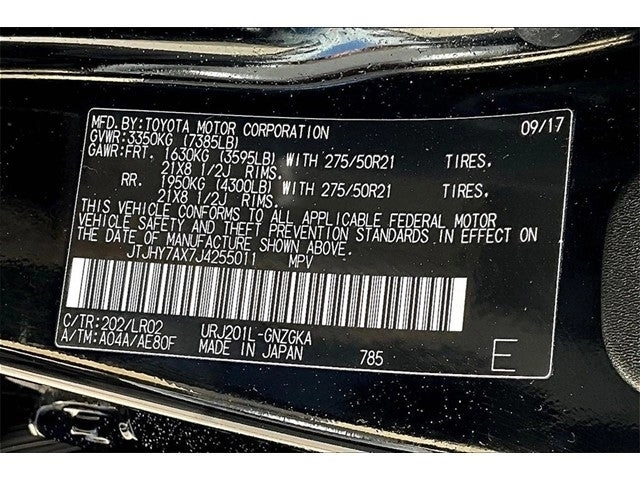 MFD.BY:TOYOTA MOTOR CORPORATION 09/17
GVWR:3350KG (7385LB)
GAWR:FRT. 1630KG (3595LB) WITH 275/50R21 TIRES.
21X8 1/2J RIMS.
RR. 1950KG (4300LB) WITH 275/50R21 TIRES.
21X8 1/2J RIMS.
THIS VEHICLE CONFORMS TO ALL APPLICABLE FEDERAL MOTOR
VEHICLE SAFETY AND THEFT PREVENTION STANDARDS IN EFFECT ON
THE DATE OF MANUFACTURE SHOWN ABOVE.
JTJHY7AX7J4255011 MPV
C/TR:202/LR02 URJ201L-GNZGKA
A/TM:A04A/AE80F MADE IN JAPAN 785 E